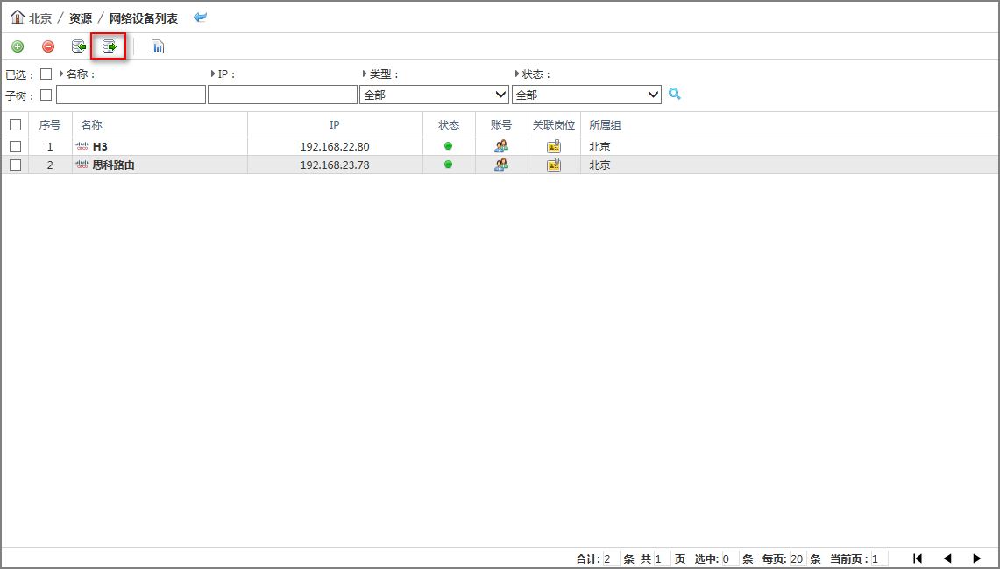 北京 / 资源 / 网络设备列表
已选： 名称： IP： 类型： 状态：
子树： 全部 全部
序号 名称 IP 状态 账号 关联岗位 所属组
1 cisco H3 192.168.22.80 北京
2 cisco 思科路由 192.168.23.78 北京
合计: 2 条 共 1 页 选中: 0 条 每页: 20 条 当前页： 1